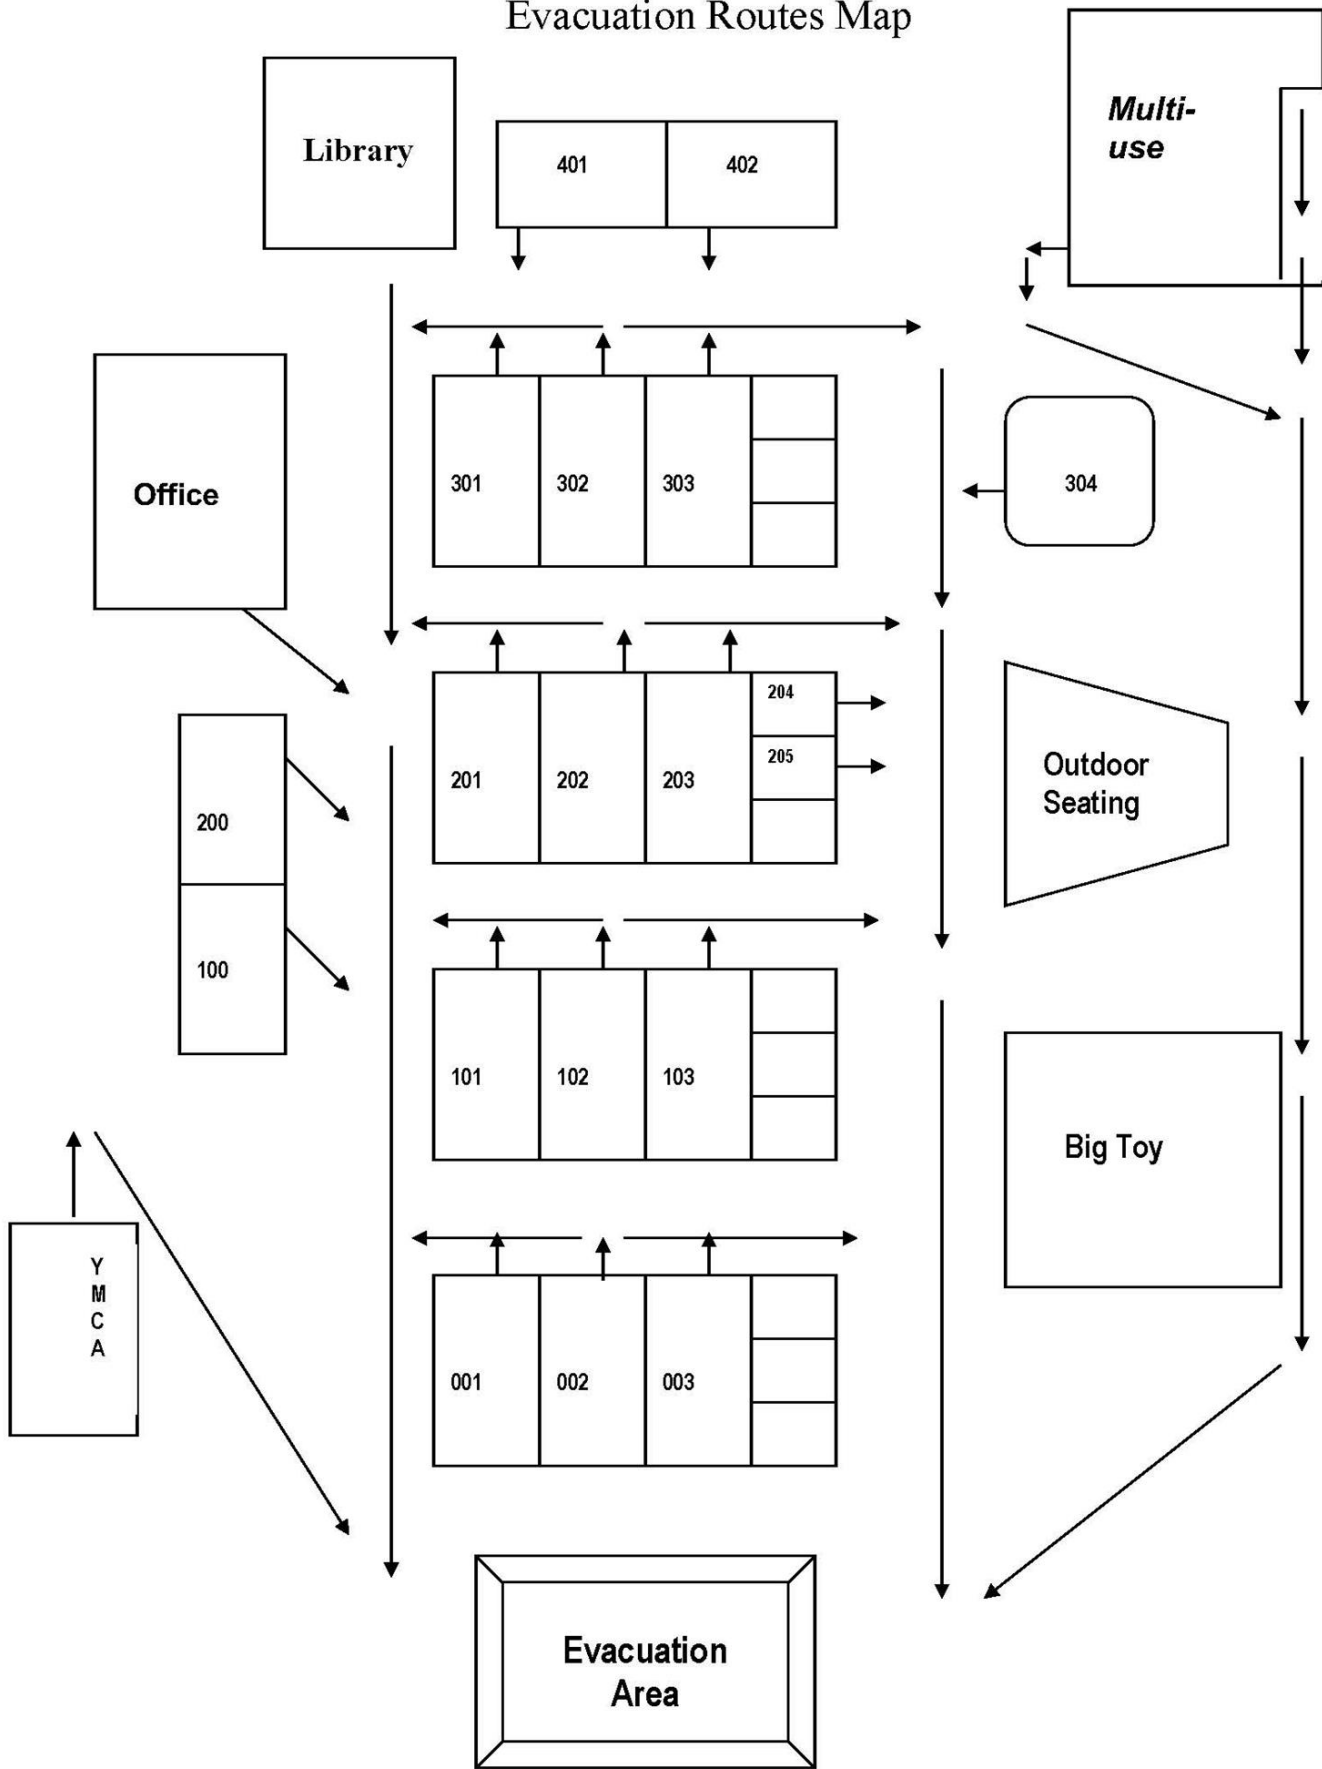 Evacuation Routes Map
Library
401
402
Multi-
use
Office
301
302
303
304
204
205
201
202
203
Outdoor
Seating
200
100
101
102
103
Big Toy
Y
M
C
A
001
002
003
Evacuation
Area